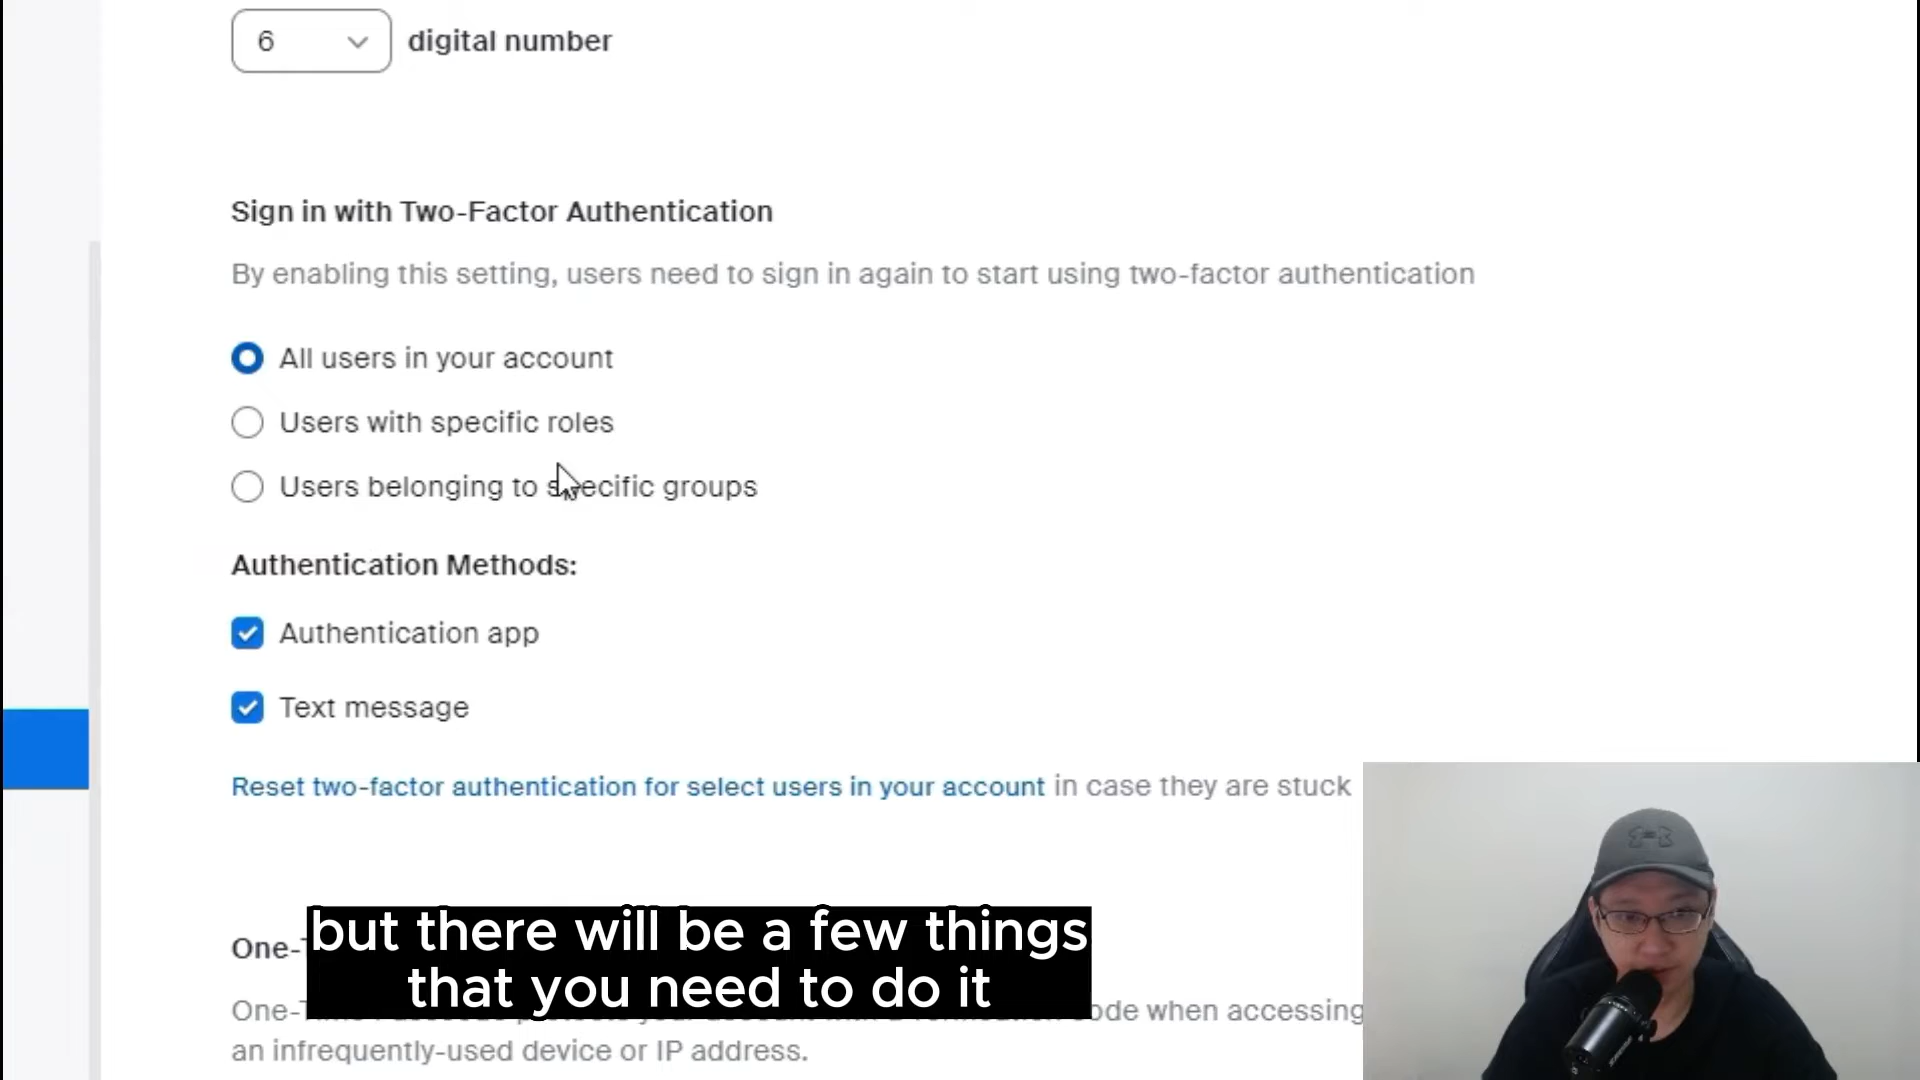 6
digital number
Sign in with Two-Factor Authentication
By enabling this setting, users need to sign in again to start using two-factor authentication
All users in your account
Users with specific roles
Users belonging to specific groups
Authentication Methods:
Authentication app
Text message
Reset two-factor authentication for select users in your account in case they are stuck
but there will be a few things
that you need to do it
One-
One-
code when accessing
an infrequently-used device or IP address.